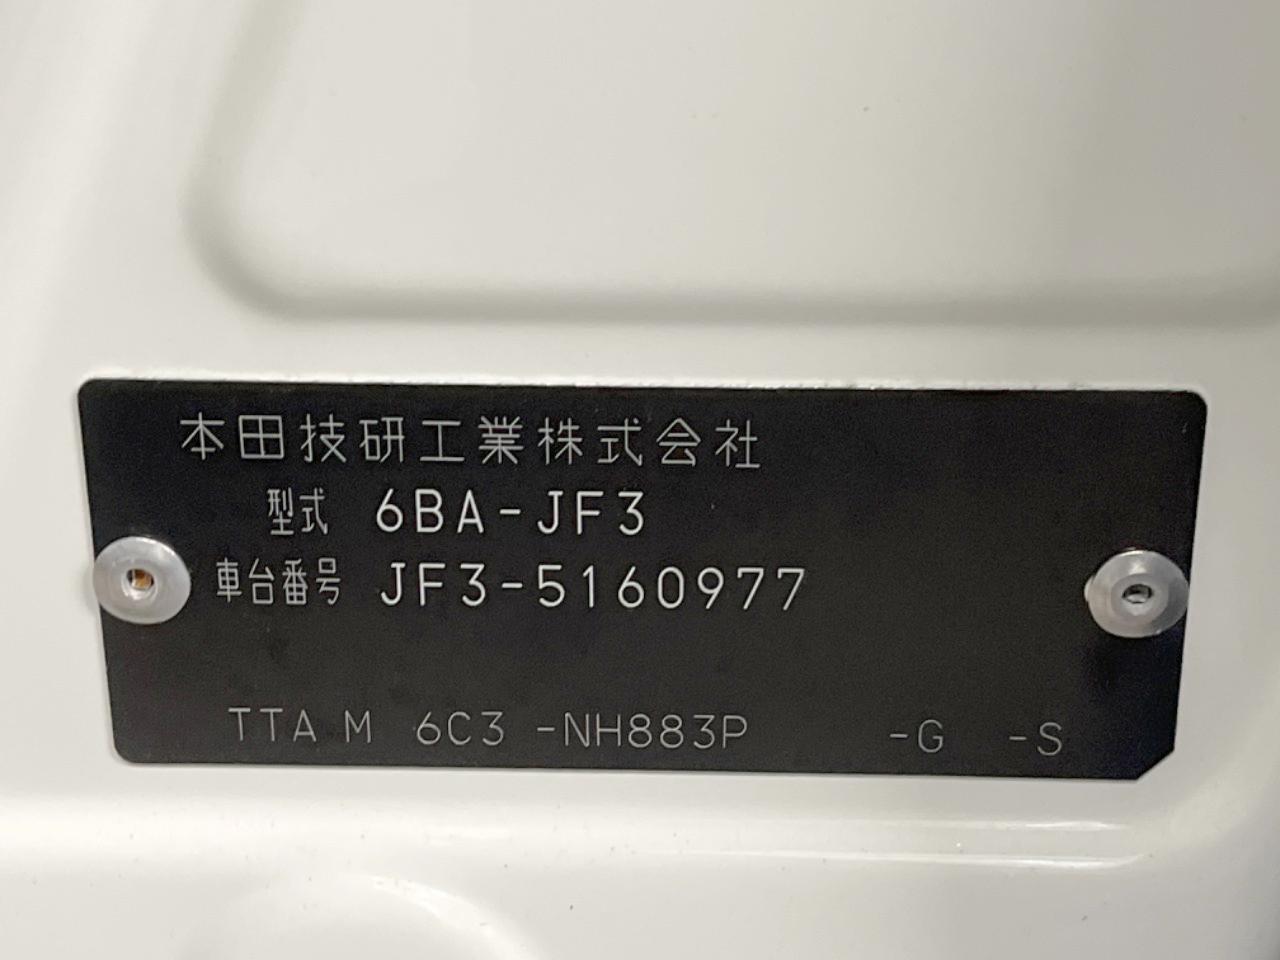 本田技研工業株式会社
型式 6BA-JF3
車台番号 JF3-5160977
TTA M 6C3 -NH883P -G -S